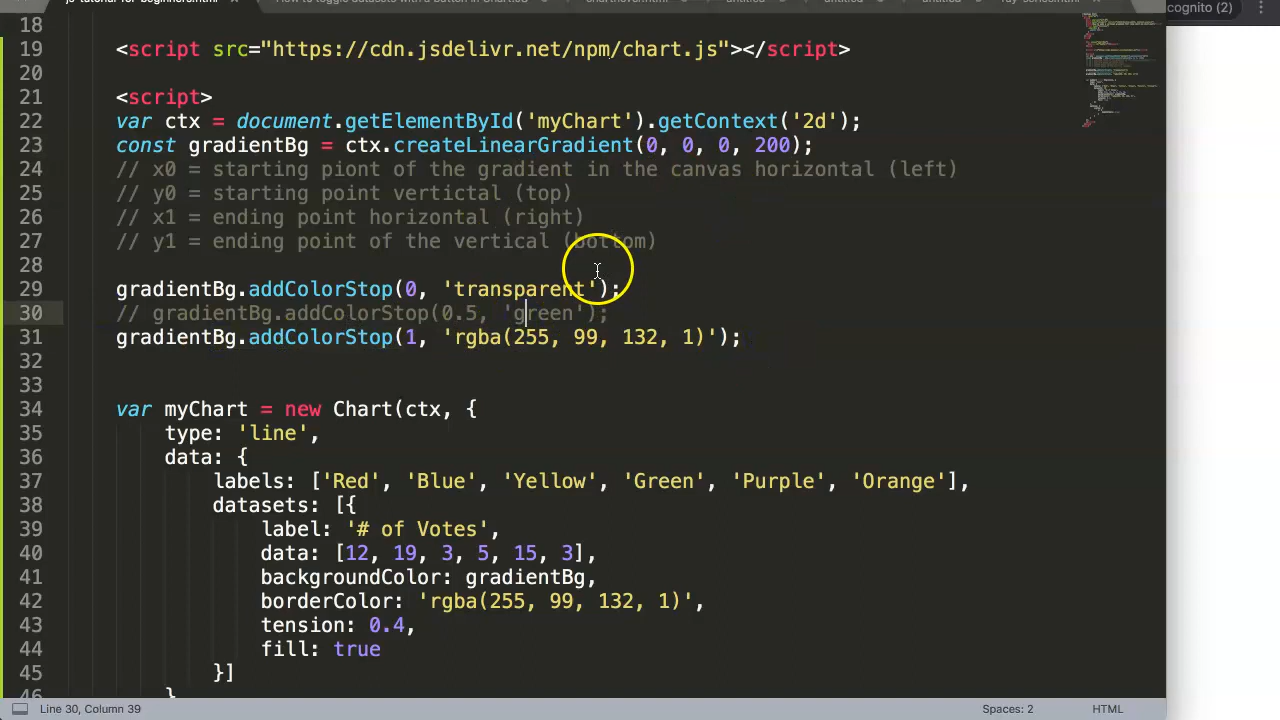 cognito (2)
18
19 <script src="https://cdn.jsdelivr.net/npm/chart.js"></script>
20
21 <script>
22 var ctx = document.getElementById('myChart').getContext('2d');
23 const gradientBg = ctx.createLinearGradient(0, 0, 0, 200);
24 // x0 = starting piont of the gradient in the canvas horizontal (left)
25 // y0 = starting point vertictal (top)
26 // x1 = ending point horizontal (right)
27 // y1 = ending point of the vertical (bottom)
28
29 gradientBg.addColorStop(0, 'transparent');
30 // gradientBg.addColorStop(0.5, 'green');
31 gradientBg.addColorStop(1, 'rgba(255, 99, 132, 1)');
32
33
34 var myChart = new Chart(ctx, {
35 type: 'line',
36 data: {
37 labels: ['Red', 'Blue', 'Yellow', 'Green', 'Purple', 'Orange'],
38 datasets: [{
39 label: '# of Votes',
40 data: [12, 19, 3, 5, 15, 3],
41 backgroundColor: gradientBg,
42 borderColor: 'rgba(255, 99, 132, 1)',
43 tension: 0.4,
44 fill: true
45 }]
46 }
Line 30, Column 39 Spaces: 2 HTML